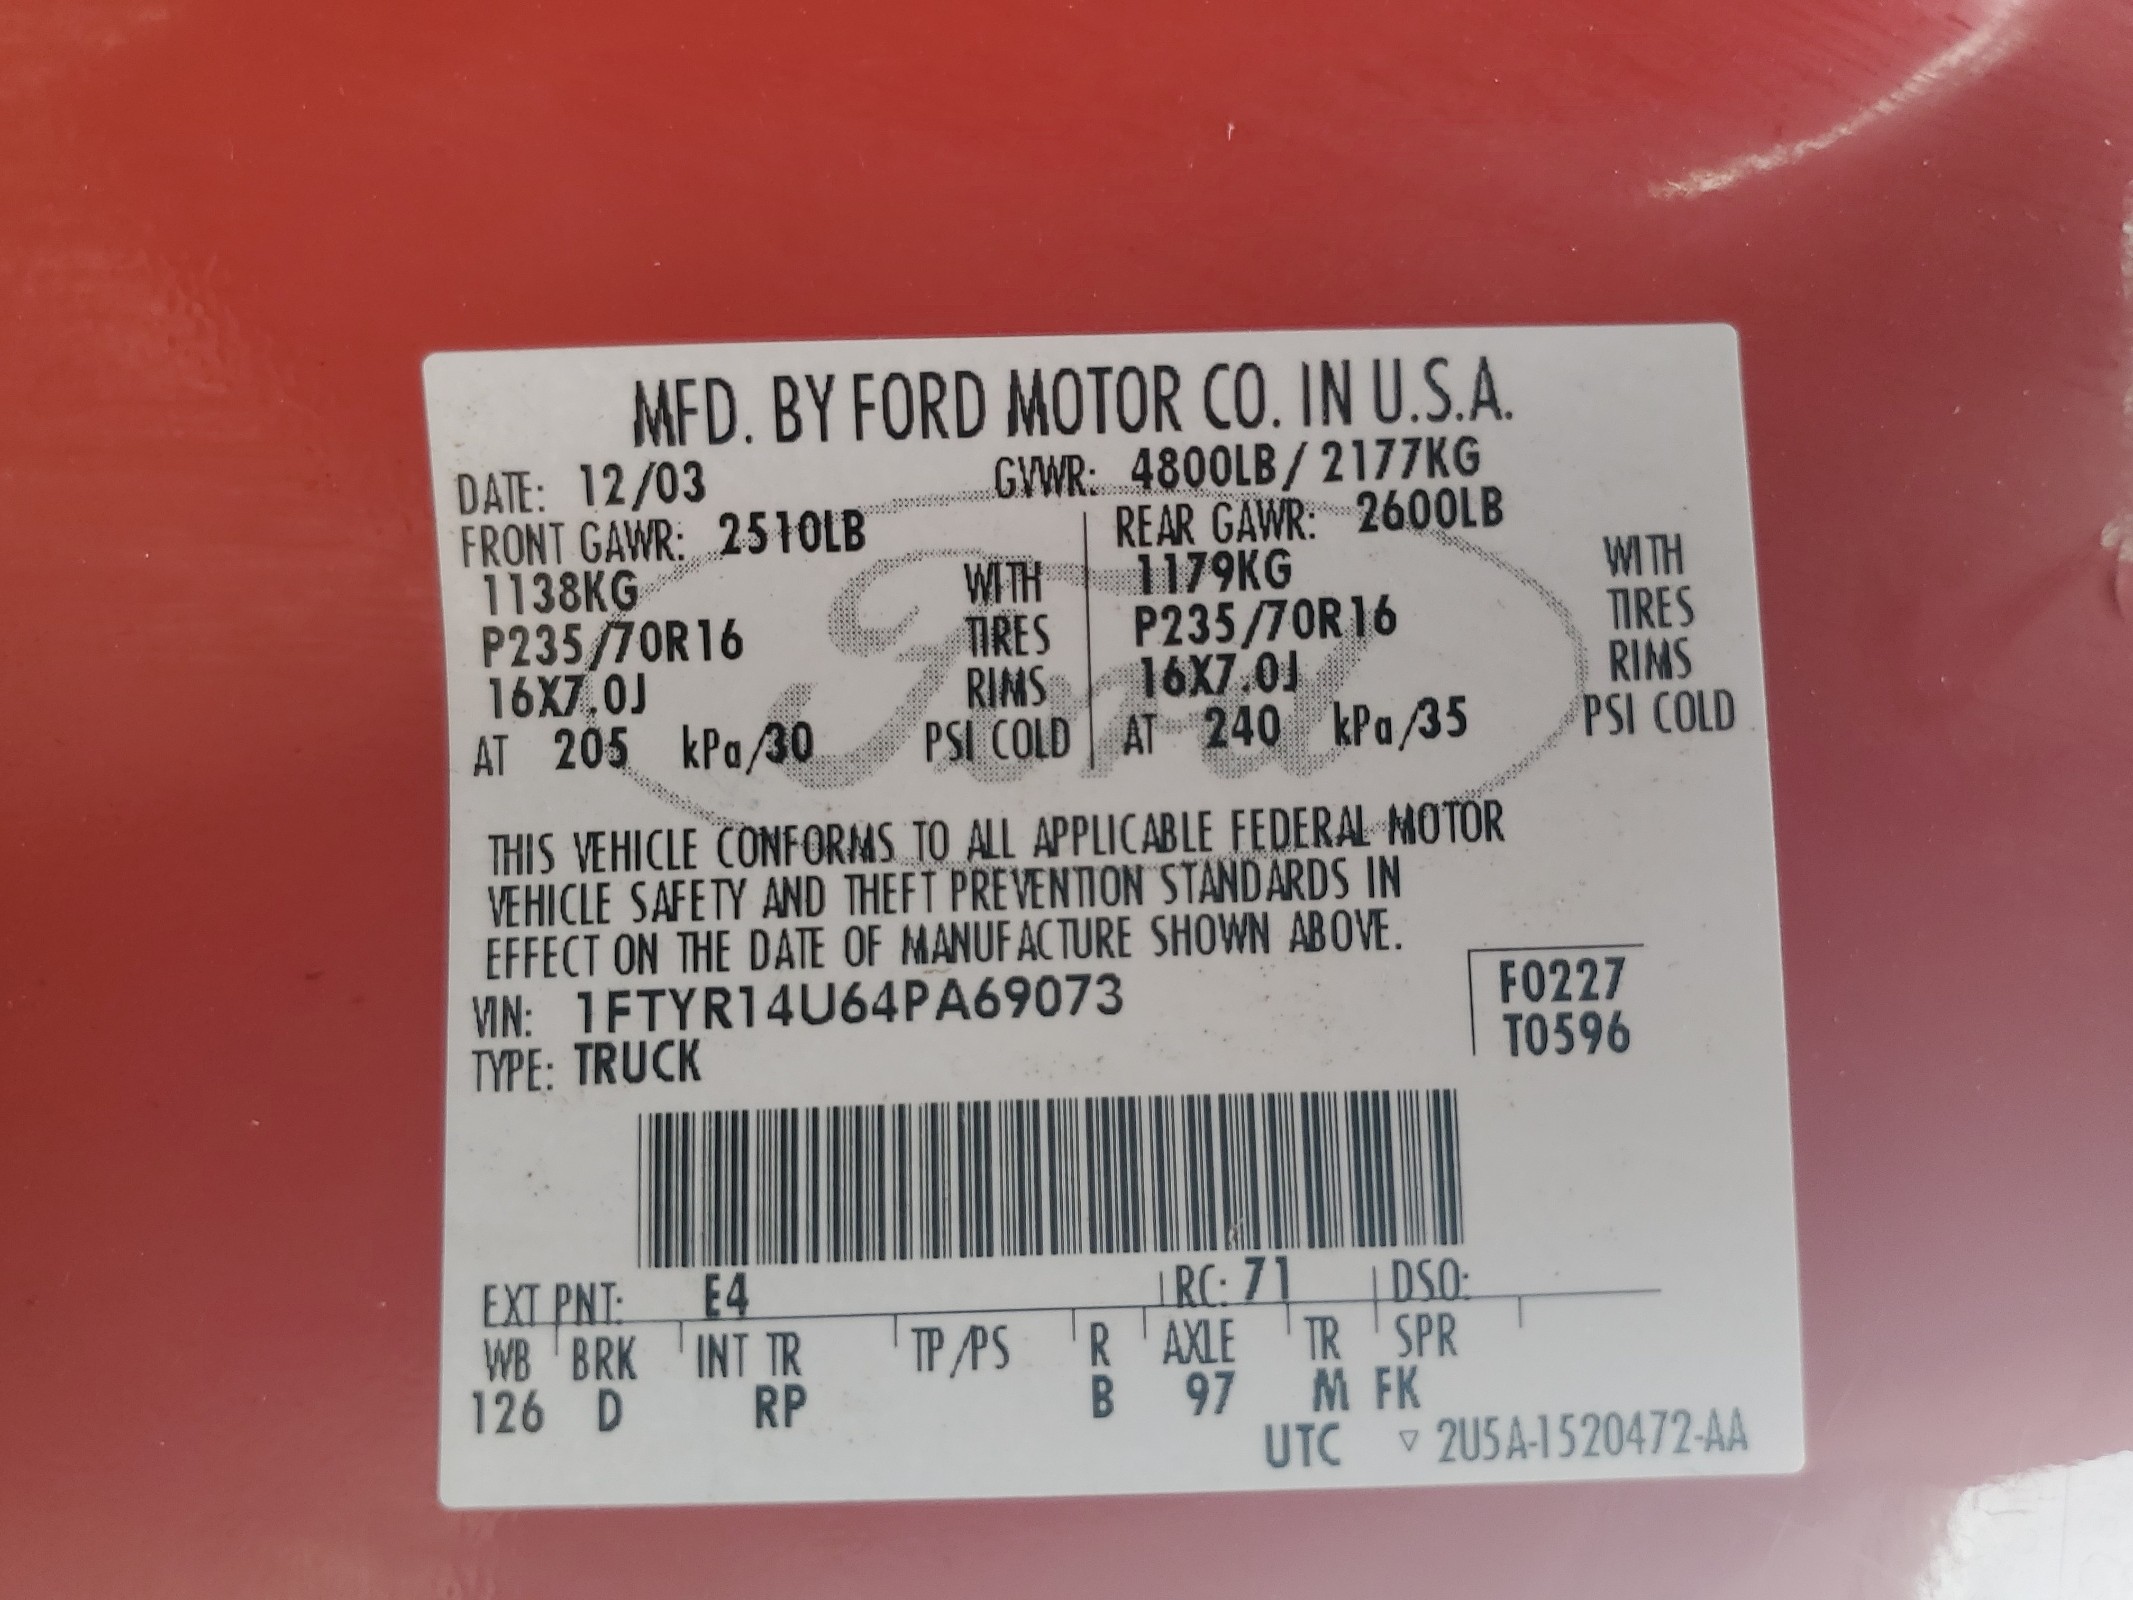 MFD. BY FORD MOTOR CO. IN U.S.A.
DATE: 12/03 GVWR: 4800LB/ 2177KG
FRONT GAWR: 2510LB REAR GAWR: 2600LB
1138KG WITH 1179KG WITH
P235/70R16 TIRES P235/70R16 TIRES
16X7.0J RIMS 16X7.0J RIMS
AT 205 kPa/30 PSI COLD AT 240 kPa/35 PSI COLD
Ford
THIS VEHICLE CONFORMS TO ALL APPLICABLE FEDERAL MOTOR
VEHICLE SAFETY AND THEFT PREVENTION STANDARDS IN
EFFECT ON THE DATE OF MANUFACTURE SHOWN ABOVE.
VIN: 1FTYR14U64PA69073 F0227
TYPE: TRUCK T0596
EXT PNT: E4 RC: 71 DSO:
WB BRK INT TR TP/PS R AXLE TR SPR
126 D RP B 97 M FK
UTC ▽ 2U5A-1520472-AA